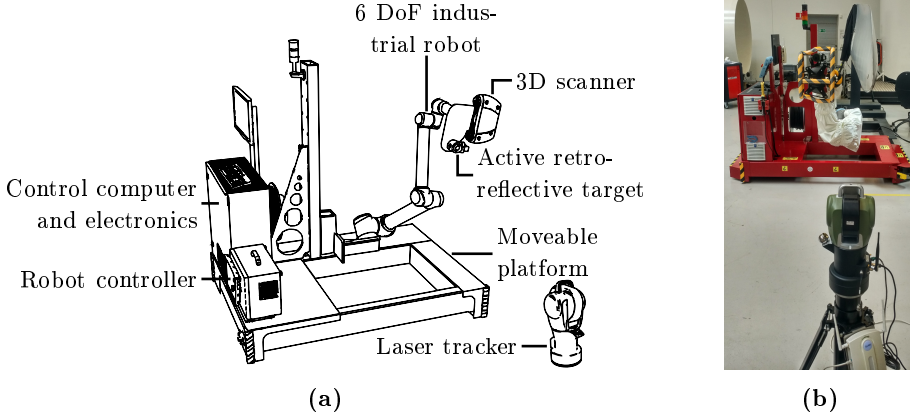 6 DoF indus-
trial robot
3D scanner
Active retro-
reflective target
Control computer
and electronics
Moveable
platform
Robot controller
Laser tracker
(a)
(b)